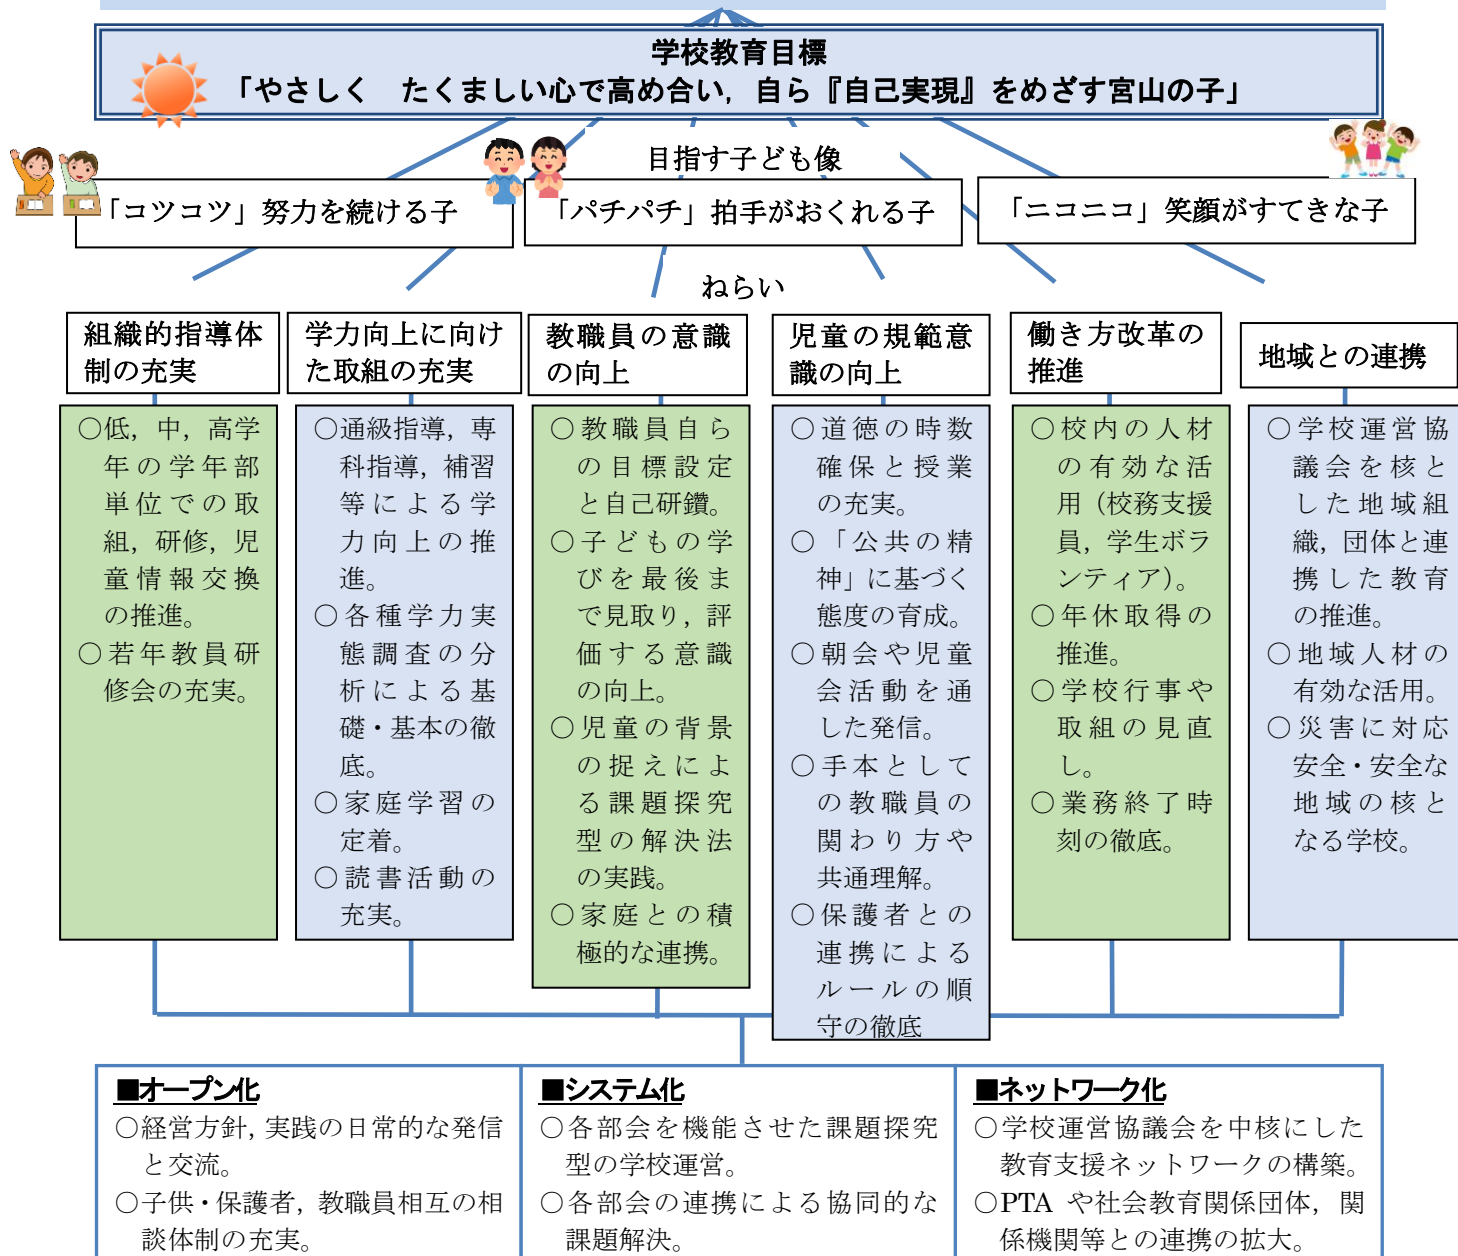 学校教育目標
「やさしく　たくましい心で高め合い，自ら『自己実現』をめざす宮山の子」
目指す子ども像
「コツコツ」努力を続ける子
「パチパチ」拍手がおくれる子
「ニコニコ」笑顔がすてきな子
ねらい
組織的指導体
制の充実
○低，中，高学
年の学年部
単位での取
組，研修，児
童情報交換
の推進。
○若年教員研
修会の充実。
学力向上に向け
た取組の充実
○通級指導，専
科指導，補習
等による学
力向上の推
進。
○各種学力実
態調査の分
析による基
礎・基本の徹
底。
○家庭学習の
定着。
○読書活動の
充実。
教職員の意識
の向上
○教職員自ら
の目標設定
と自己研鑽。
○子どもの学
びを最後ま
で見取り，評
価する意識
の向上。
○児童の背景
の捉えによ
る課題探究
型の解決法
の実践。
○家庭との積
極的な連携。
児童の規範意
識の向上
○道徳の時数
確保と授業
の充実。
○「公共の精
神」に基づく
態度の育成。
○朝会や児童
会活動を通
した発信。
○手本として
の教職員の
関わり方や
共通理解。
○保護者との
連携による
ルールの順
守の徹底
働き方改革の
推進
○校内の人材
の有効な活
用（校務支援
員，学生ボラ
ンティア）。
○年休取得の
推進。
○学校行事や
取組の見直
し。
○業務終了時
刻の徹底。
地域との連携
○学校運営協
議会を核と
した地域組
織，団体と連
携した教育
の推進。
○地域人材の
有効な活用。
○災害に対応
安全・安全な
地域の核と
なる学校。
■オープン化
○経営方針，実践の日常的な発信
と交流。
○子供・保護者，教職員相互の相
談体制の充実。
■システム化
○各部会を機能させた課題探究
型の学校運営。
○各部会の連携による協同的な
課題解決。
■ネットワーク化
○学校運営協議会を中核にした
教育支援ネットワークの構築。
○PTA や社会教育関係団体，関
係機関等との連携の拡大。